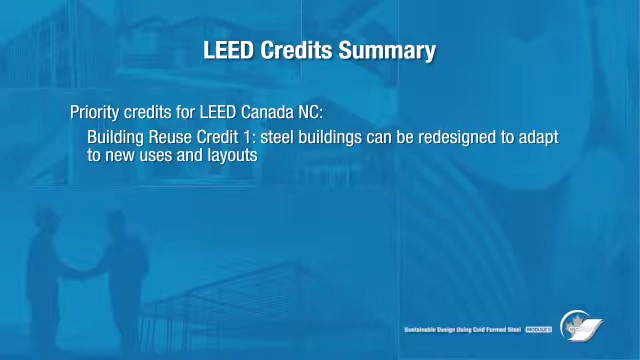 LEED Credits Summary
Priority credits for LEED Canada NC:
Building Reuse Credit 1: steel buildings can be redesigned to adapt
to new uses and layouts
Sustainable Design Using Cold Formed Steel